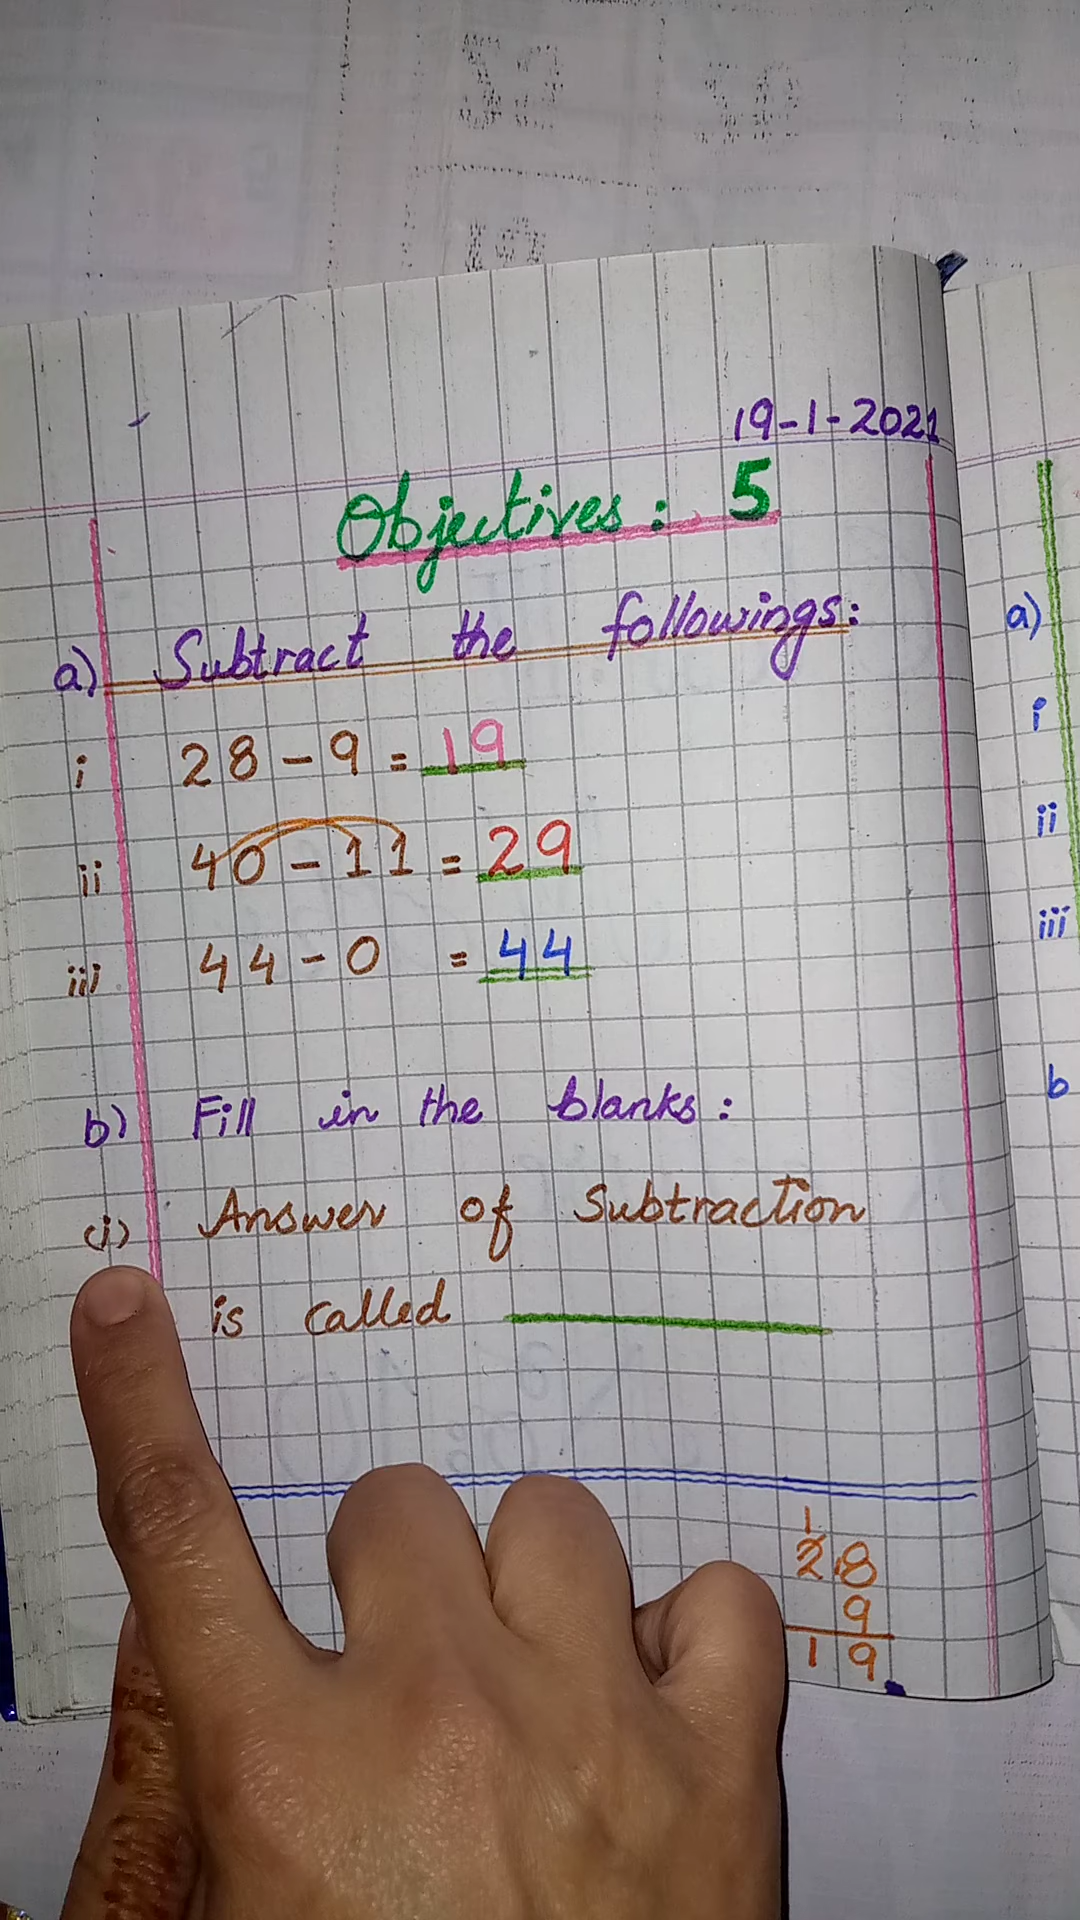 19-1-2021
Objectives: 5
a) Subtract the followings:
i 28-9 = 19
ii 40-11 = 29
iii 44-0 = 44
b) Fill in the blanks:
(i) Answer of Subtraction
is called
1
28
9
19
a)
i
ii
iii
b